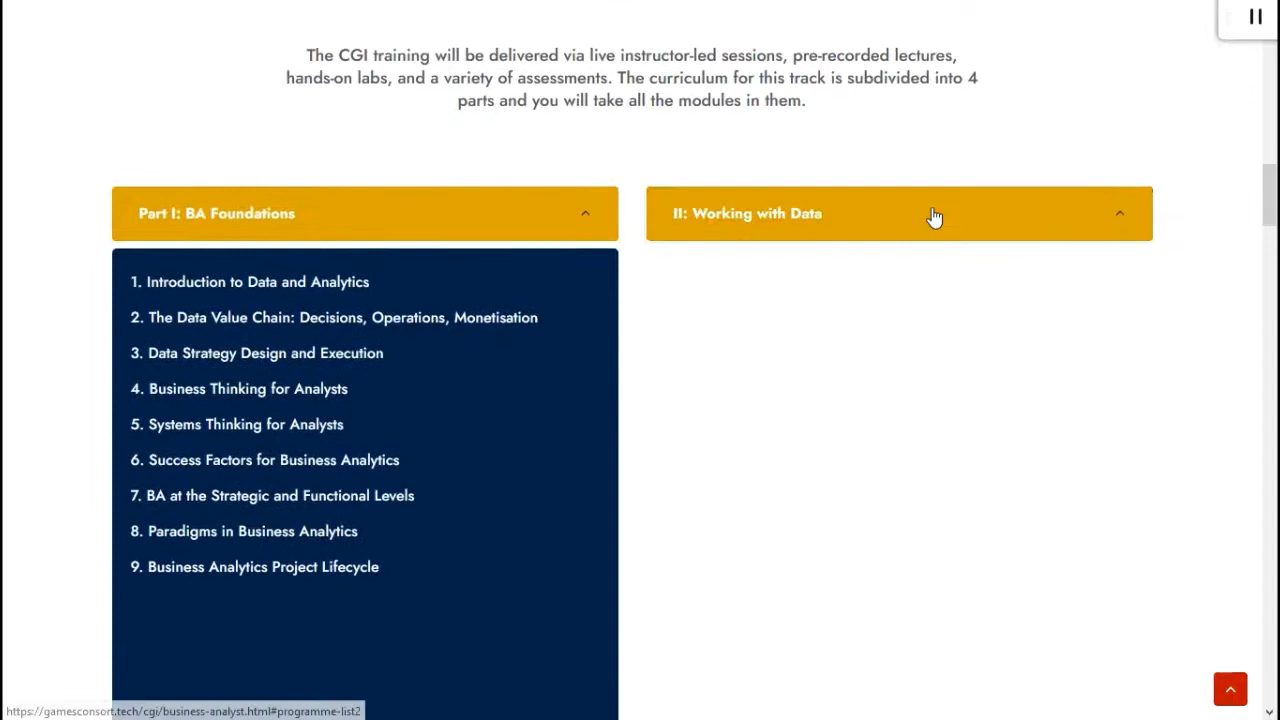 The CGI training will be delivered via live instructor-led sessions, pre-recorded lectures,
hands-on labs, and a variety of assessments. The curriculum for this track is subdivided into 4
parts and you will take all the modules in them.
Part I: BA Foundations
II: Working with Data
1. Introduction to Data and Analytics
2. The Data Value Chain: Decisions, Operations, Monetisation
3. Data Strategy Design and Execution
4. Business Thinking for Analysts
5. Systems Thinking for Analysts
6. Success Factors for Business Analytics
7. BA at the Strategic and Functional Levels
8. Paradigms in Business Analytics
9. Business Analytics Project Lifecycle
https://gamesconsort.tech/cgi/business-analyst.html#programme-list2